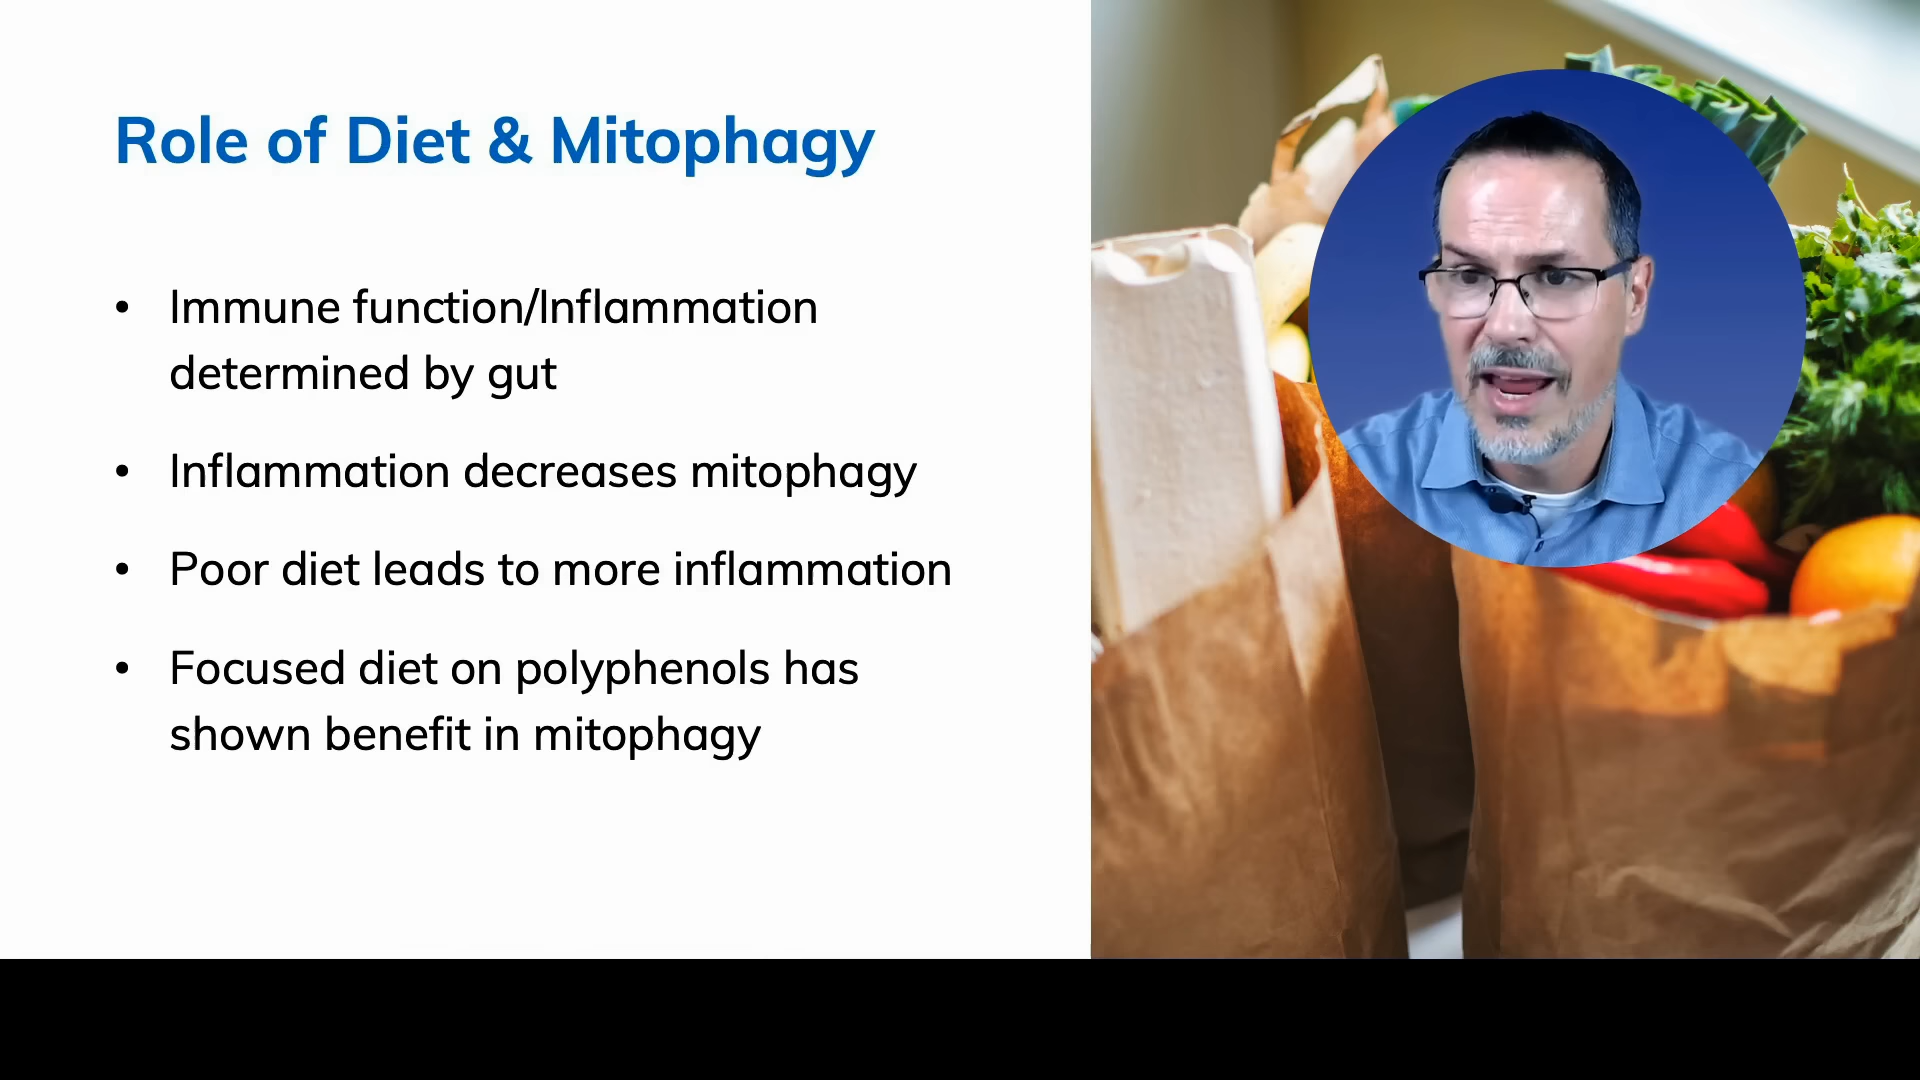 Role of Diet & Mitophagy
• Immune function/Inflammation
determined by gut
• Inflammation decreases mitophagy
• Poor diet leads to more inflammation
• Focused diet on polyphenols has
shown benefit in mitophagy